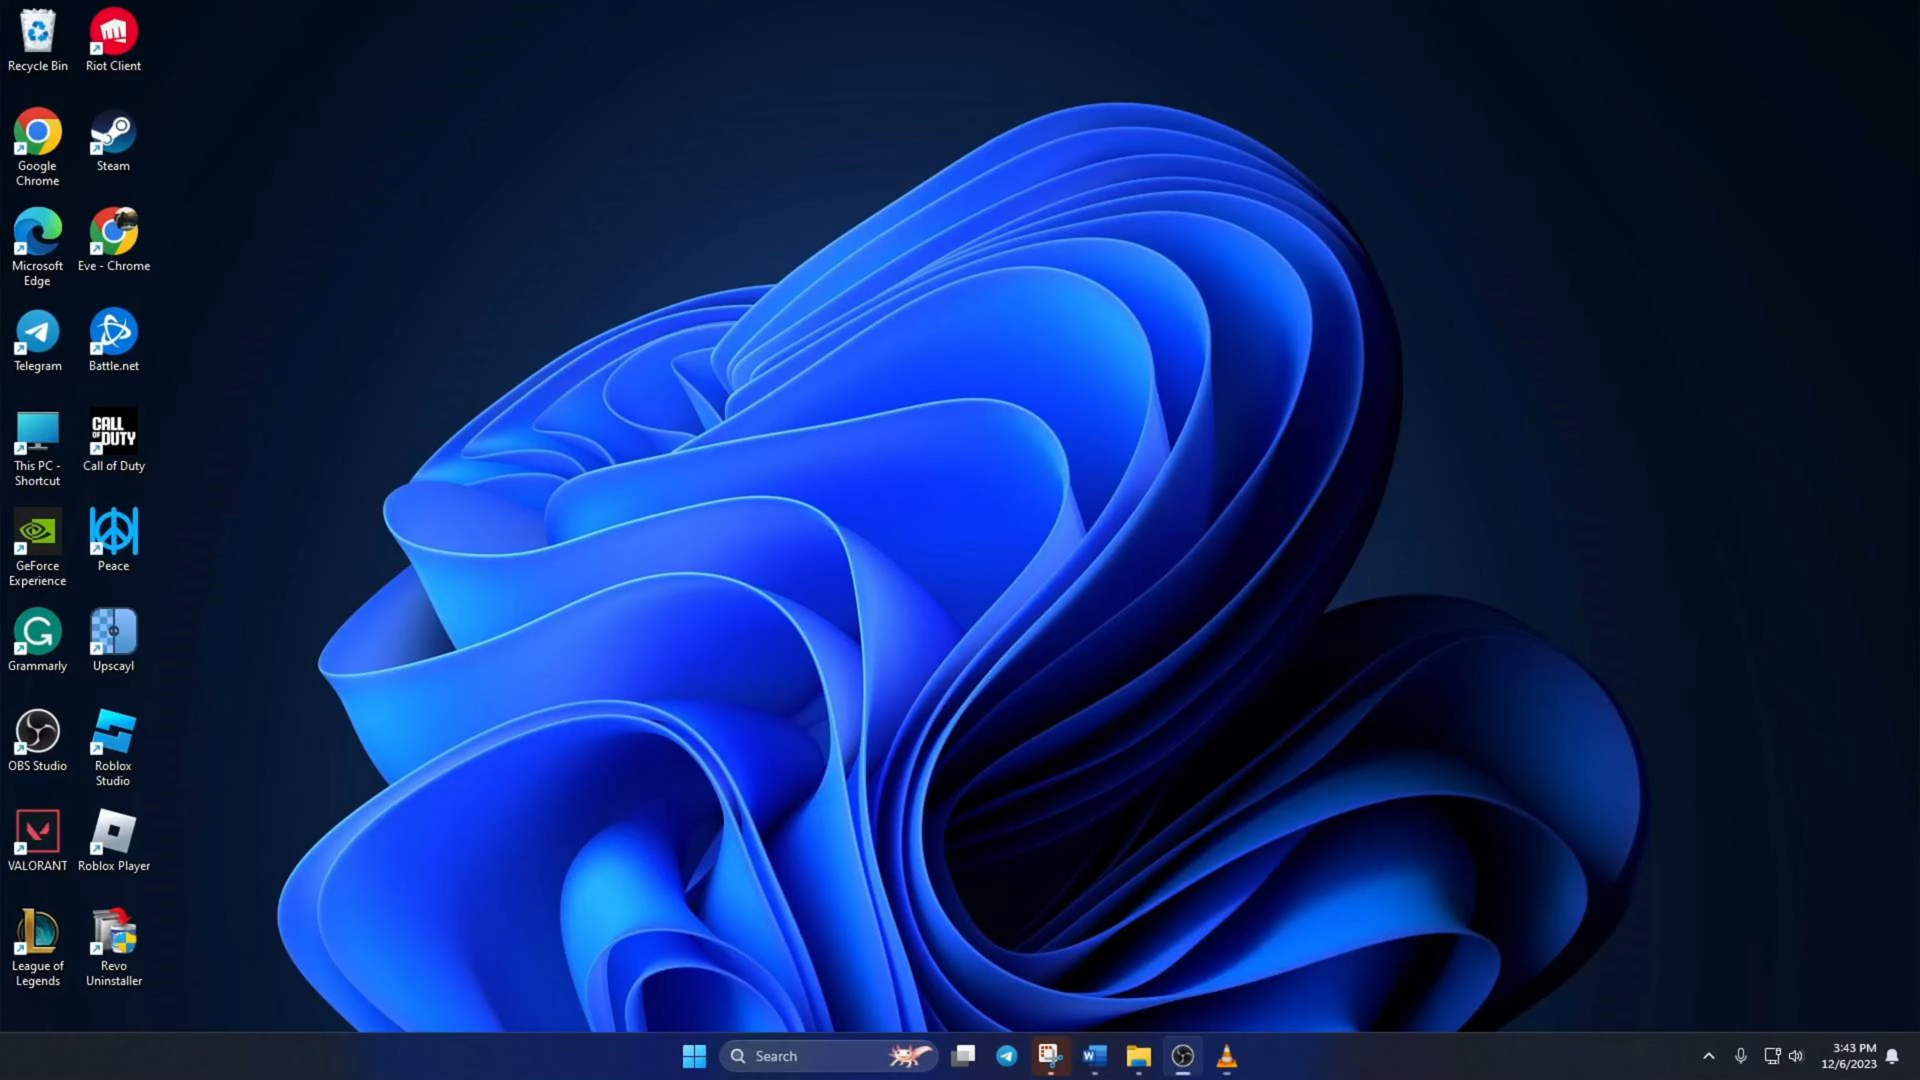 Recycle Bin
Riot Client
Google
Chrome
Steam
Microsoft
Edge
Eve - Chrome
Telegram
Battle.net
This PC -
Shortcut
CALL
OF DUTY
Call of Duty
GeForce
Experience
Peace
Grammarly
Upscayl
OBS Studio
Roblox
Studio
VALORANT
Roblox Player
League of
Legends
Revo
Uninstaller
Search
3:43 PM
12/6/2023